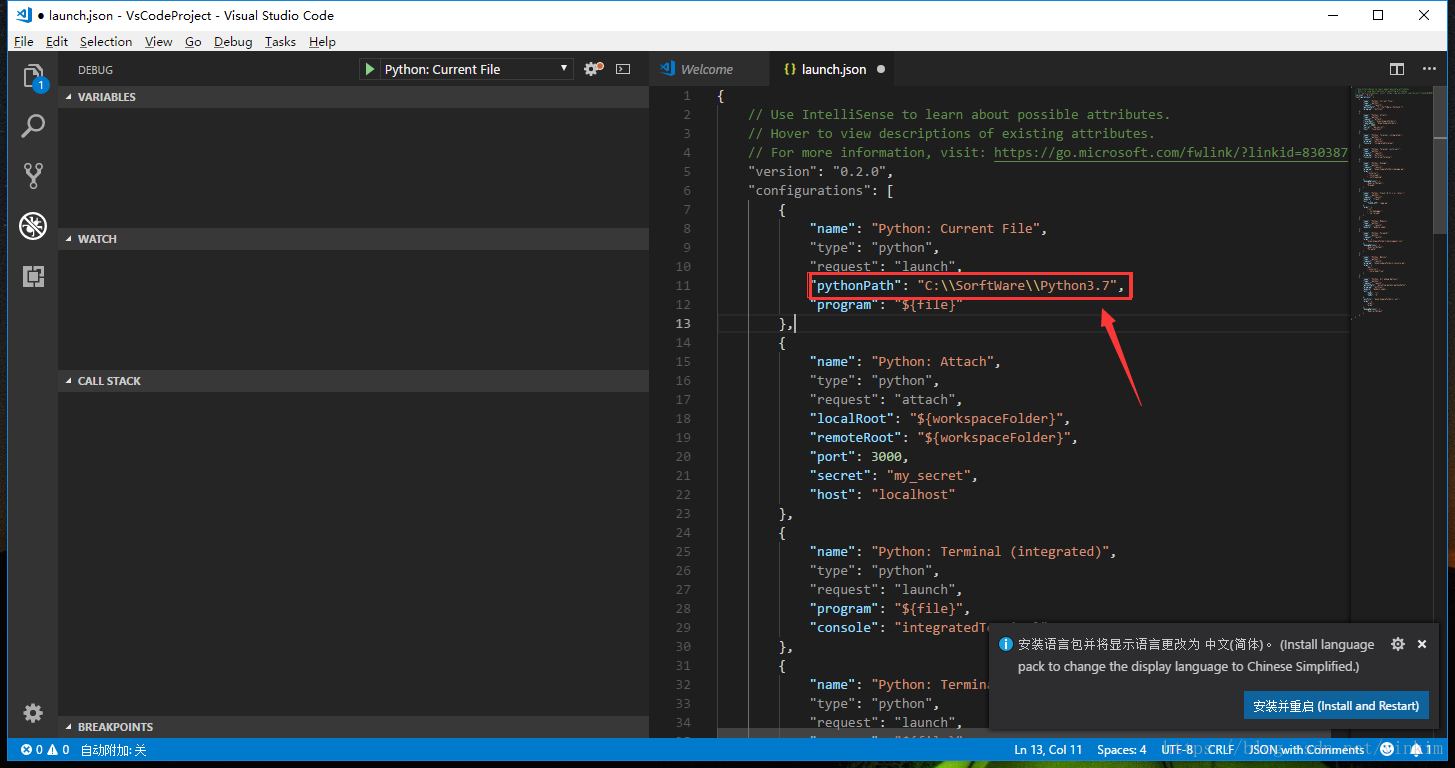 ● launch.json - VsCodeProject - Visual Studio Code
File Edit Selection View Go Debug Tasks Help
1
DEBUG
Python: Current File
VARIABLES
WATCH
CALL STACK
BREAKPOINTS
Welcome
{} launch.json ●
1 {
2 // Use IntelliSense to learn about possible attributes.
3 // Hover to view descriptions of existing attributes.
4 // For more information, visit: https://go.microsoft.com/fwlink/?linkid=830387
5 "version": "0.2.0",
6 "configurations": [
7 {
8 "name": "Python: Current File",
9 "type": "python",
10 "request": "launch",
11 "pythonPath": "C:\\SorftWare\\Python3.7",
12 "program": "${file}"
13 },
14 {
15 "name": "Python: Attach",
16 "type": "python",
17 "request": "attach",
18 "localRoot": "${workspaceFolder}",
19 "remoteRoot": "${workspaceFolder}",
20 "port": 3000,
21 "secret": "my_secret",
22 "host": "localhost"
23 },
24 {
25 "name": "Python: Terminal (integrated)",
26 "type": "python",
27 "request": "launch",
28 "program": "${file}",
29 "console":
30 },
31 {
32 "name": "Python:
33 "type": "python",
34 "request": "launch",
安装语言包并将显示语言更改为 中文(简体)。 (Install language
pack to change the display language to Chinese Simplified.)
安装并重启 (Install and Restart)
0 0 自动附加: 关
Ln 13, Col 11 Spaces: 4 UTF-8 CRLF JSON with Comments 1